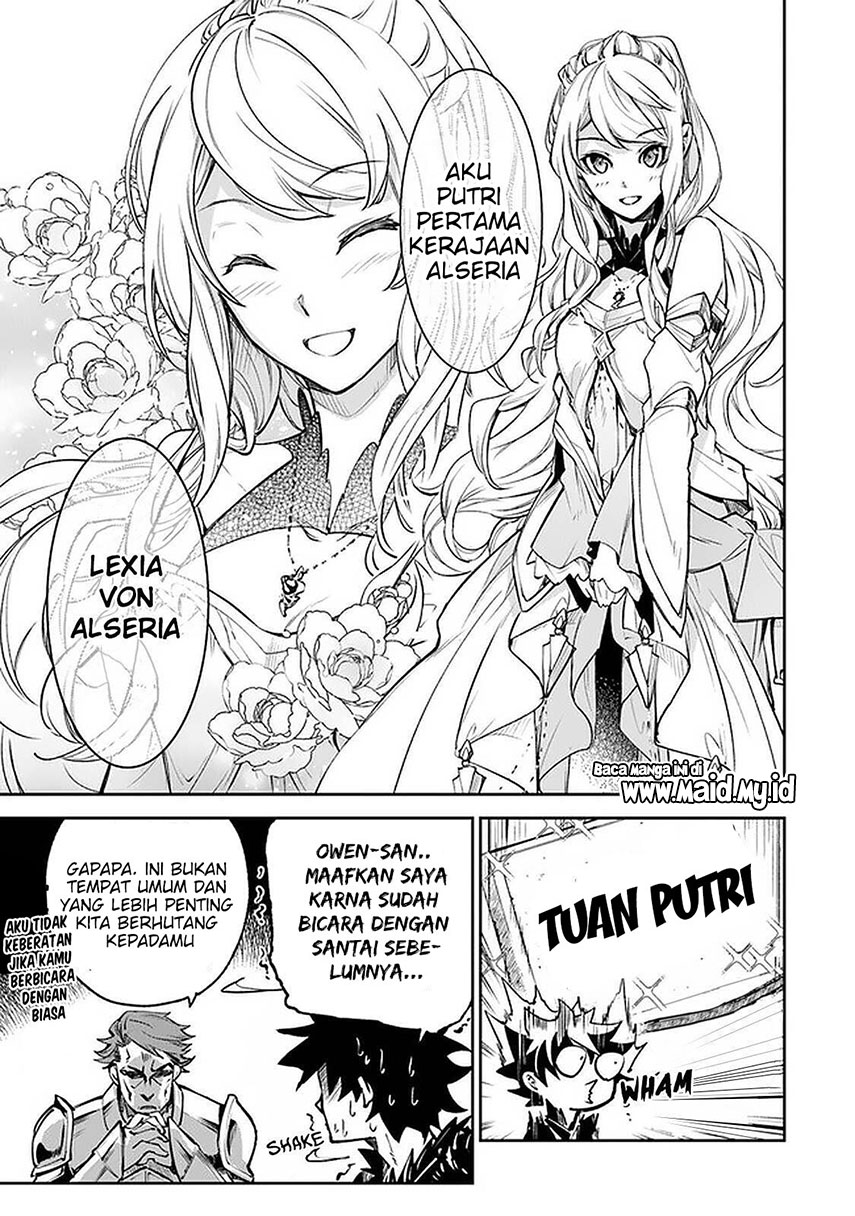 AKU
PUTRI
PERTAMA
KERAJAAN
ALSERIA
LEXIA
VON
ALSERIA
Baca Manga ini di
www.Maid.My.id
TUAN PUTRI
WHAM
OWEN-SAN..
MAAFKAN SAYA
KARNA SUDAH
BICARA DENGAN
SANTAI SEBE-
LUMNYA...
SHAKE
GAPAPA. INI BUKAN
TEMPAT UMUM DAN
YANG LEBIH PENTING
KITA BERHUTANG
KEPADAMU
AKU TIDAK
KEBERATAN
JIKA KAMU
BERBICARA
DENGAN
BIASA